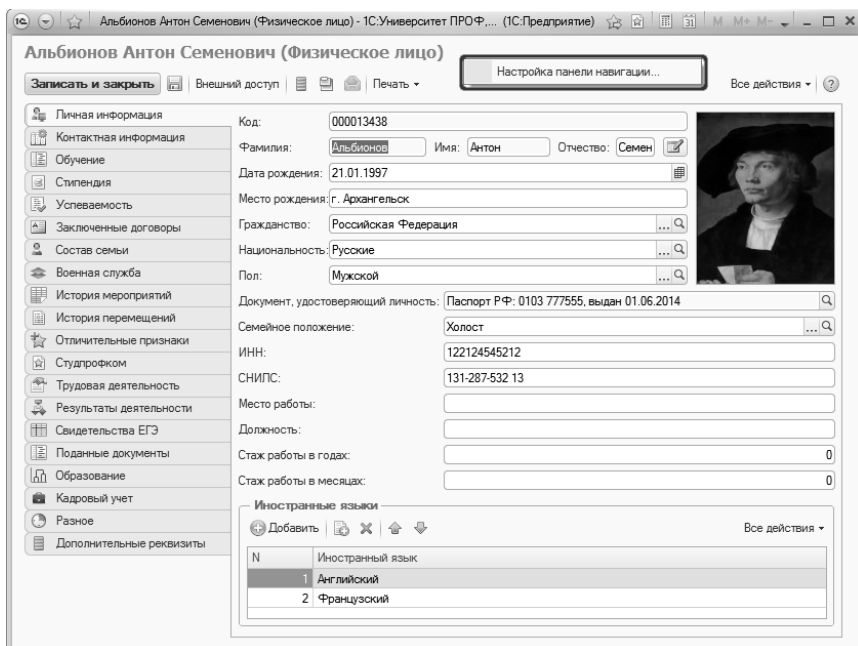 Альбионов Антон Семенович (Физическое лицо) - 1С:Университет ПРОФ,... (1С:Предприятие) M M+ M-
Альбионов Антон Семенович (Физическое лицо)
Записать и закрыть Внешний доступ Печать Настройка панели навигации... Все действия
Личная информация
Контактная информация
Обучение
Стипендия
Успеваемость
Заключенные договоры
Состав семьи
Военная служба
История мероприятий
История перемещений
Отличительные признаки
Студпрофком
Трудовая деятельность
Результаты деятельности
Свидетельства ЕГЭ
Поданные документы
Образование
Кадровый учет
Разное
Дополнительные реквизиты
Код: 000013438
Фамилия: Альбионов Имя: Антон Отчество: Семен
Дата рождения: 21.01.1997
Место рождения: г. Архангельск
Гражданство: Российская Федерация ...
Национальность: Русские ...
Пол: Мужской ...
Документ, удостоверяющий личность: Паспорт РФ: 0103 777555, выдан 01.06.2014
Семейное положение: Холост ...
ИНН: 122124545212
СНИЛС: 131-287-532 13
Место работы:
Должность:
Стаж работы в годах: 0
Стаж работы в месяцах: 0
Иностранные языки
Добавить Все действия
N Иностранный язык
1 Английский
2 Французский